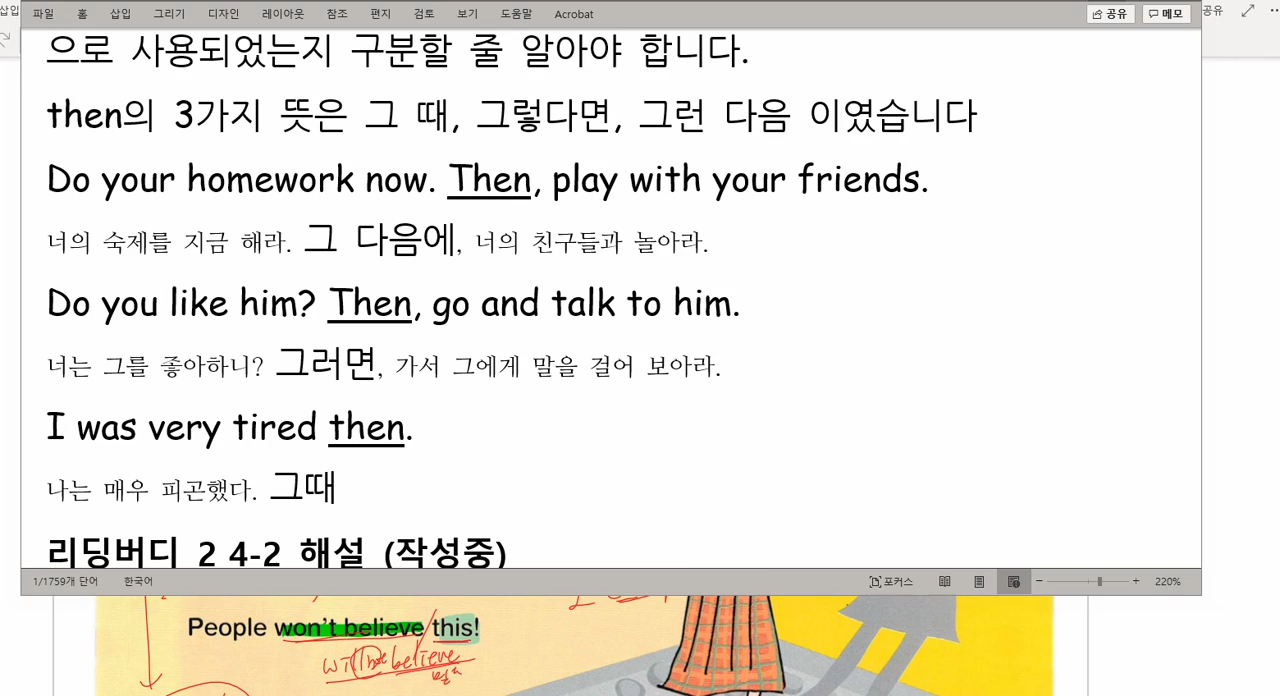 삽입 파일 홈 삽입 그리기 디자인 레이아웃 참조 편지 검토 보기 도움말 Acrobat 공유 메모 공유
으로 사용되었는지 구분할 줄 알아야 합니다.
then의 3가지 뜻은 그 때, 그렇다면, 그런 다음 이였습니다
Do your homework now. Then, play with your friends.
너의 숙제를 지금 해라. 그 다음에, 너의 친구들과 놀아라.
Do you like him? Then, go and talk to him.
너는 그를 좋아하니? 그러면, 가서 그에게 말을 걸어 보아라.
I was very tired then.
나는 매우 피곤했다. 그때
리딩버디 2 4-2 해설 (작성중)
1/1759개 단어 한국어 포커스 220%
People won't believe this!
will not believe